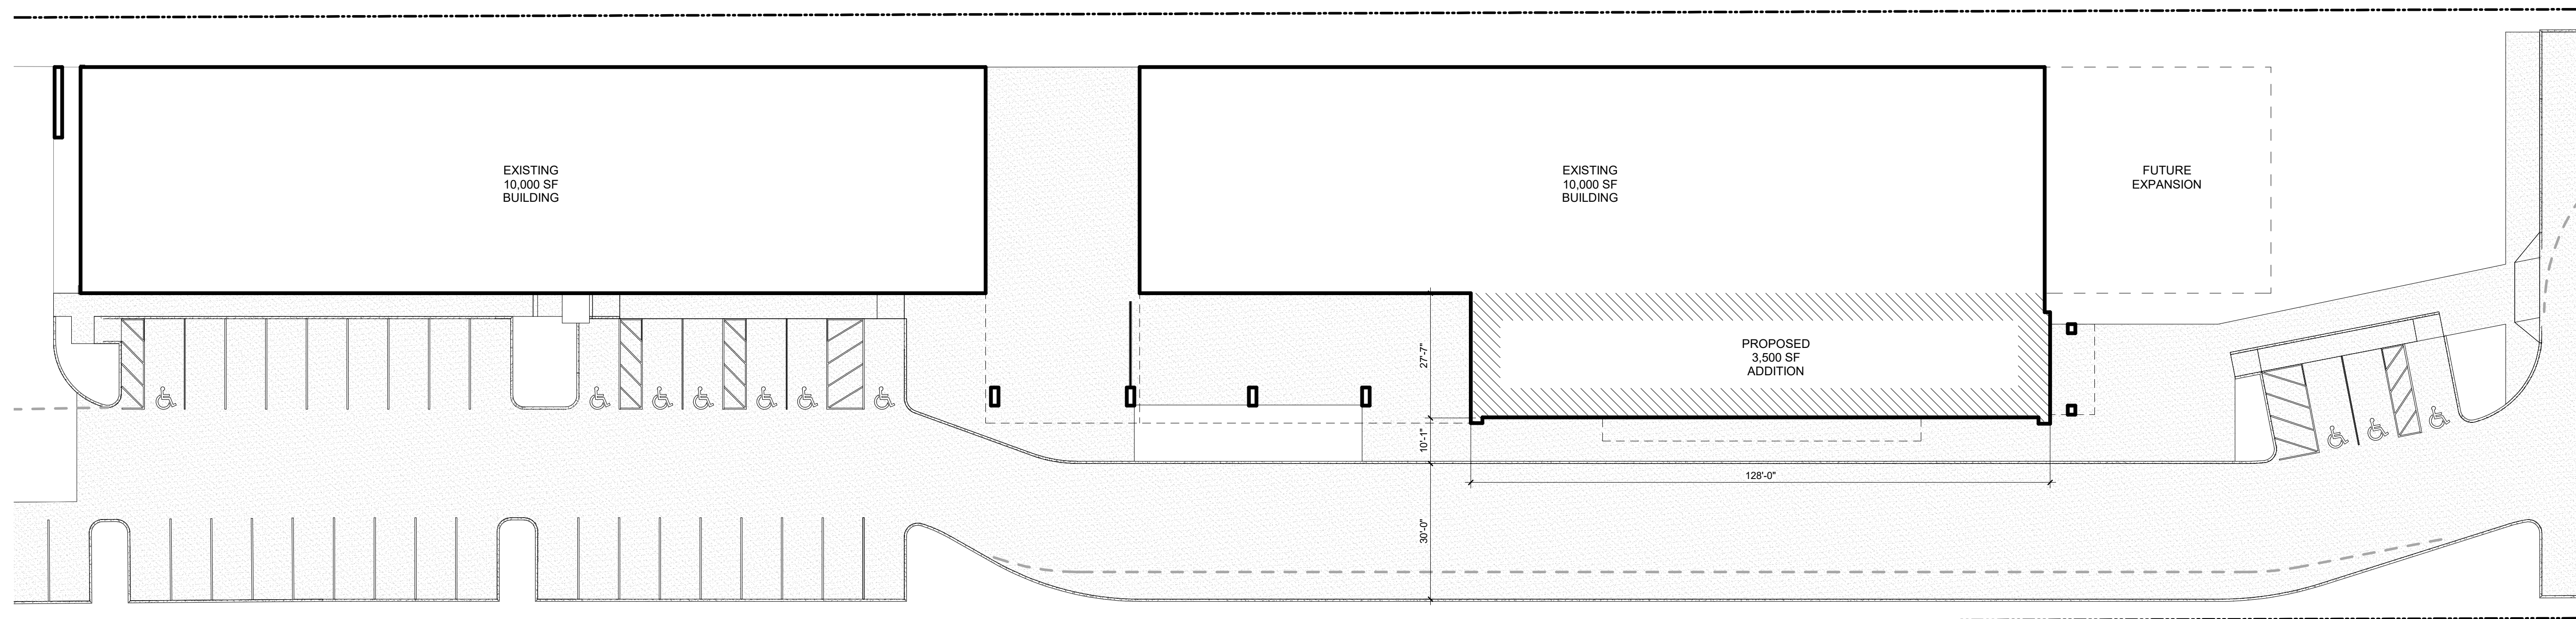 EXISTING
10,000 SF
BUILDING
EXISTING
10,000 SF
BUILDING
FUTURE
EXPANSION
PROPOSED
3,500 SF
ADDITION
27'-7"
10'-1"
128'-0"
30'-0"